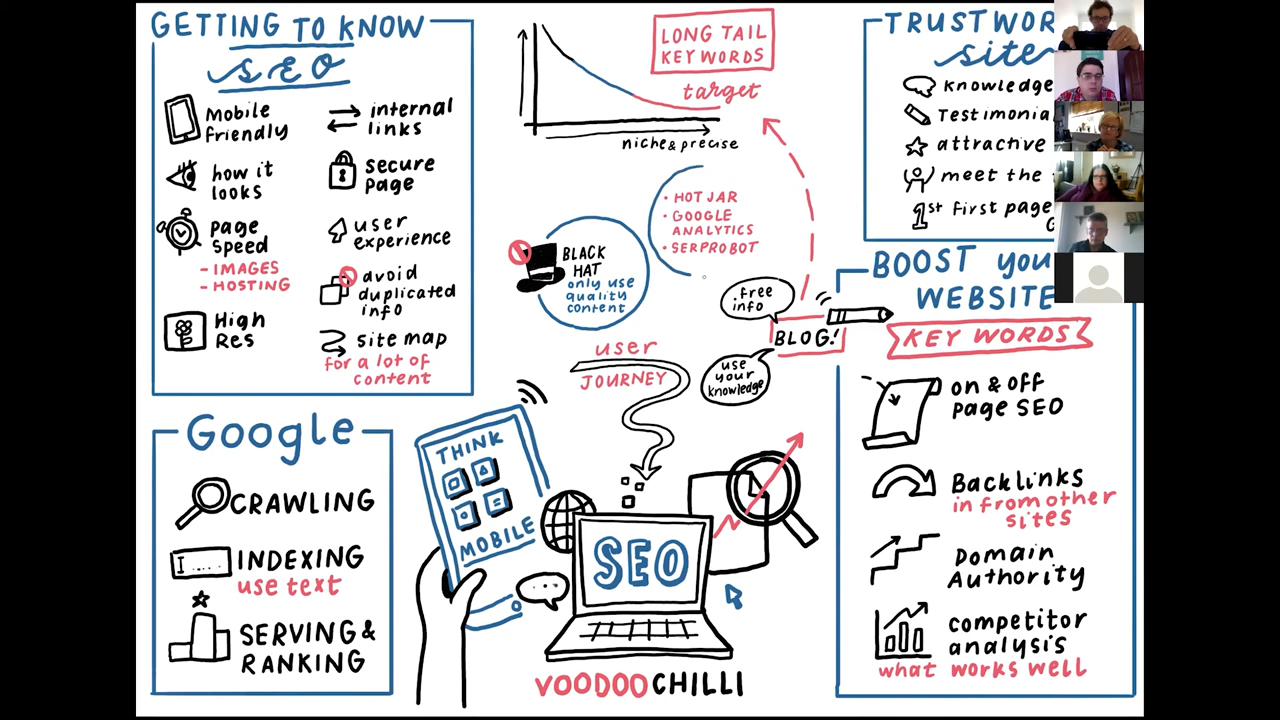 GETTING TO KNOW
SEO
Mobile
friendly
how it
looks
page
speed
- IMAGES
- HOSTING
High
Res
internal
links
secure
page
user
experience
avoid
duplicated
info
site map
for a lot of
content
Google
CRAWLING
INDEXING
use text
SERVING &
RANKING
LONG TAIL
KEY WORDS
target
niche & precise
• HOT JAR
• GOOGLE
ANALYTICS
• SERPROBOT
BLACK
HAT
only use
quality
content
free
info
BLOG!
use
your
knowledge
user
JOURNEY
THINK
MOBILE
SEO
VOODOO CHILLI
site
knowledge
attractive
meet the
1st first page
BOOST
WEBSITE
KEY WORDS
on & off
page SEO
Backlinks
in from other
sites
Domain
Authority
competitor
analysis
what works well